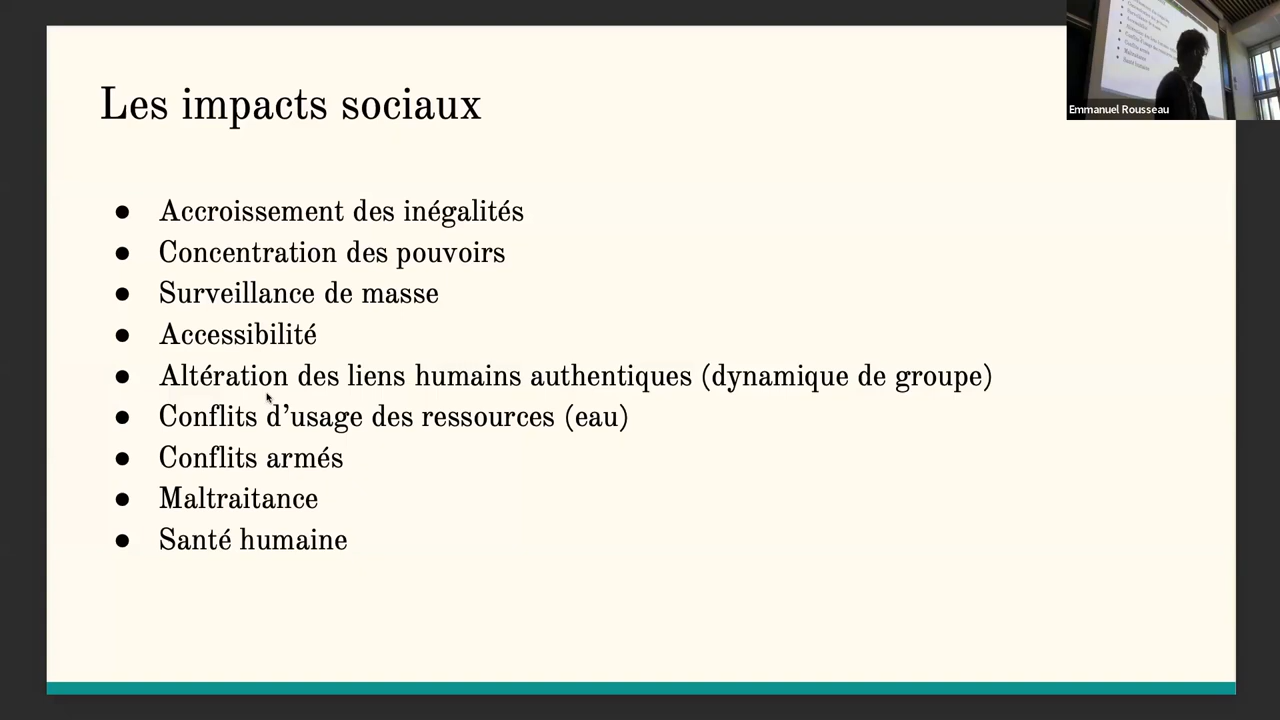 Les impacts sociaux
Emmanuel Rousseau
● Accroissement des inégalités
● Concentration des pouvoirs
● Surveillance de masse
● Accessibilité
● Altération des liens humains authentiques (dynamique de groupe)
● Conflits d’usage des ressources (eau)
● Conflits armés
● Maltraitance
● Santé humaine